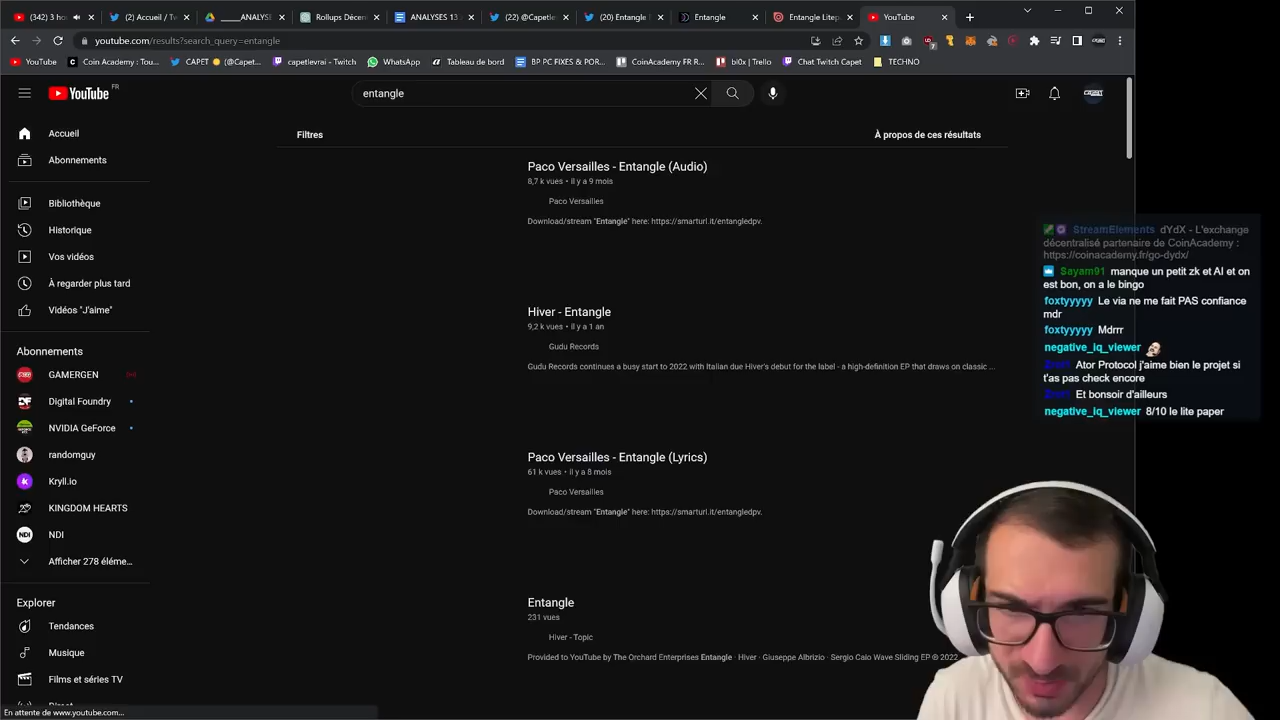 (342) 3 hou
(2) Accueil / Tw
_____ANALYSE
Rollups Décen
ANALYSES 13
(22) @Capetle
(20) Entangle
Entangle
Entangle Litep
YouTube
youtube.com/results?search_query=entangle
7
YouTube
Coin Academy : Tou...
CAPET (@Capet...
capetlevrai - Twitch
WhatsApp
Tableau de bord
BP PC FIXES & POR...
CoinAcademy FR R...
bl0x | Trello
Chat Twitch Capet
TECHNO
YouTube FR
entangle
Accueil
Abonnements
Bibliothèque
Historique
Vos vidéos
À regarder plus tard
Vidéos "J'aime"
Abonnements
GAMERGEN
Digital Foundry
NVIDIA GeForce
randomguy
Kryll.io
KINGDOM HEARTS
NDI
NDI
Afficher 278 éléme...
Explorer
Tendances
Musique
Films et séries TV
Direct
En attente de www.youtube.com...
Filtres
À propos de ces résultats
Paco Versailles - Entangle (Audio)
8,7 k vues • il y a 9 mois
Paco Versailles
Download/stream "Entangle" here: https://smarturl.it/entangledpv.
Hiver - Entangle
9,2 k vues • il y a 1 an
Gudu Records
Gudu Records continues a busy start to 2022 with Italian due Hiver's debut for the label - a high-definition EP that draws on classic ...
Paco Versailles - Entangle (Lyrics)
61 k vues • il y a 8 mois
Paco Versailles
Download/stream "Entangle" here: https://smarturl.it/entangledpv.
Entangle
231 vues
Hiver - Topic
Provided to YouTube by The Orchard Enterprises Entangle · Hiver · Giuseppe Albrizio · Sergio Caio Wave Sliding EP ℗ 2022
StreamElements dYdX - L'exchange
décentralisé partenaire de CoinAcademy :
https://coinacademy.fr/go-dydx/
Sayam91 manque un petit zk et AI et on
est bon, on a le bingo
foxtyyyyy Le via ne me fait PAS confiance
mdr
foxtyyyyy Mdrrr
negative_iq_viewer
Ator Protocol j'aime bien le projet si
t'as pas check encore
Et bonsoir d'ailleurs
negative_iq_viewer 8/10 le lite paper